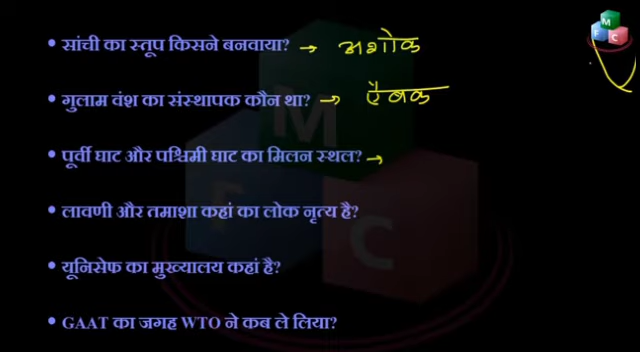 • सांची का स्तूप किसने बनवाया? → अशोक
• गुलाम वंश का संस्थापक कौन था? → ऐबक
• पूर्वी घाट और पश्चिमी घाट का मिलन स्थल? →
• लावणी और तमाशा कहां का लोक नृत्य है?
• यूनिसेफ का मुख्यालय कहां है?
• GAAT का जगह WTO ने कब ले लिया?
M
F C
M
F C